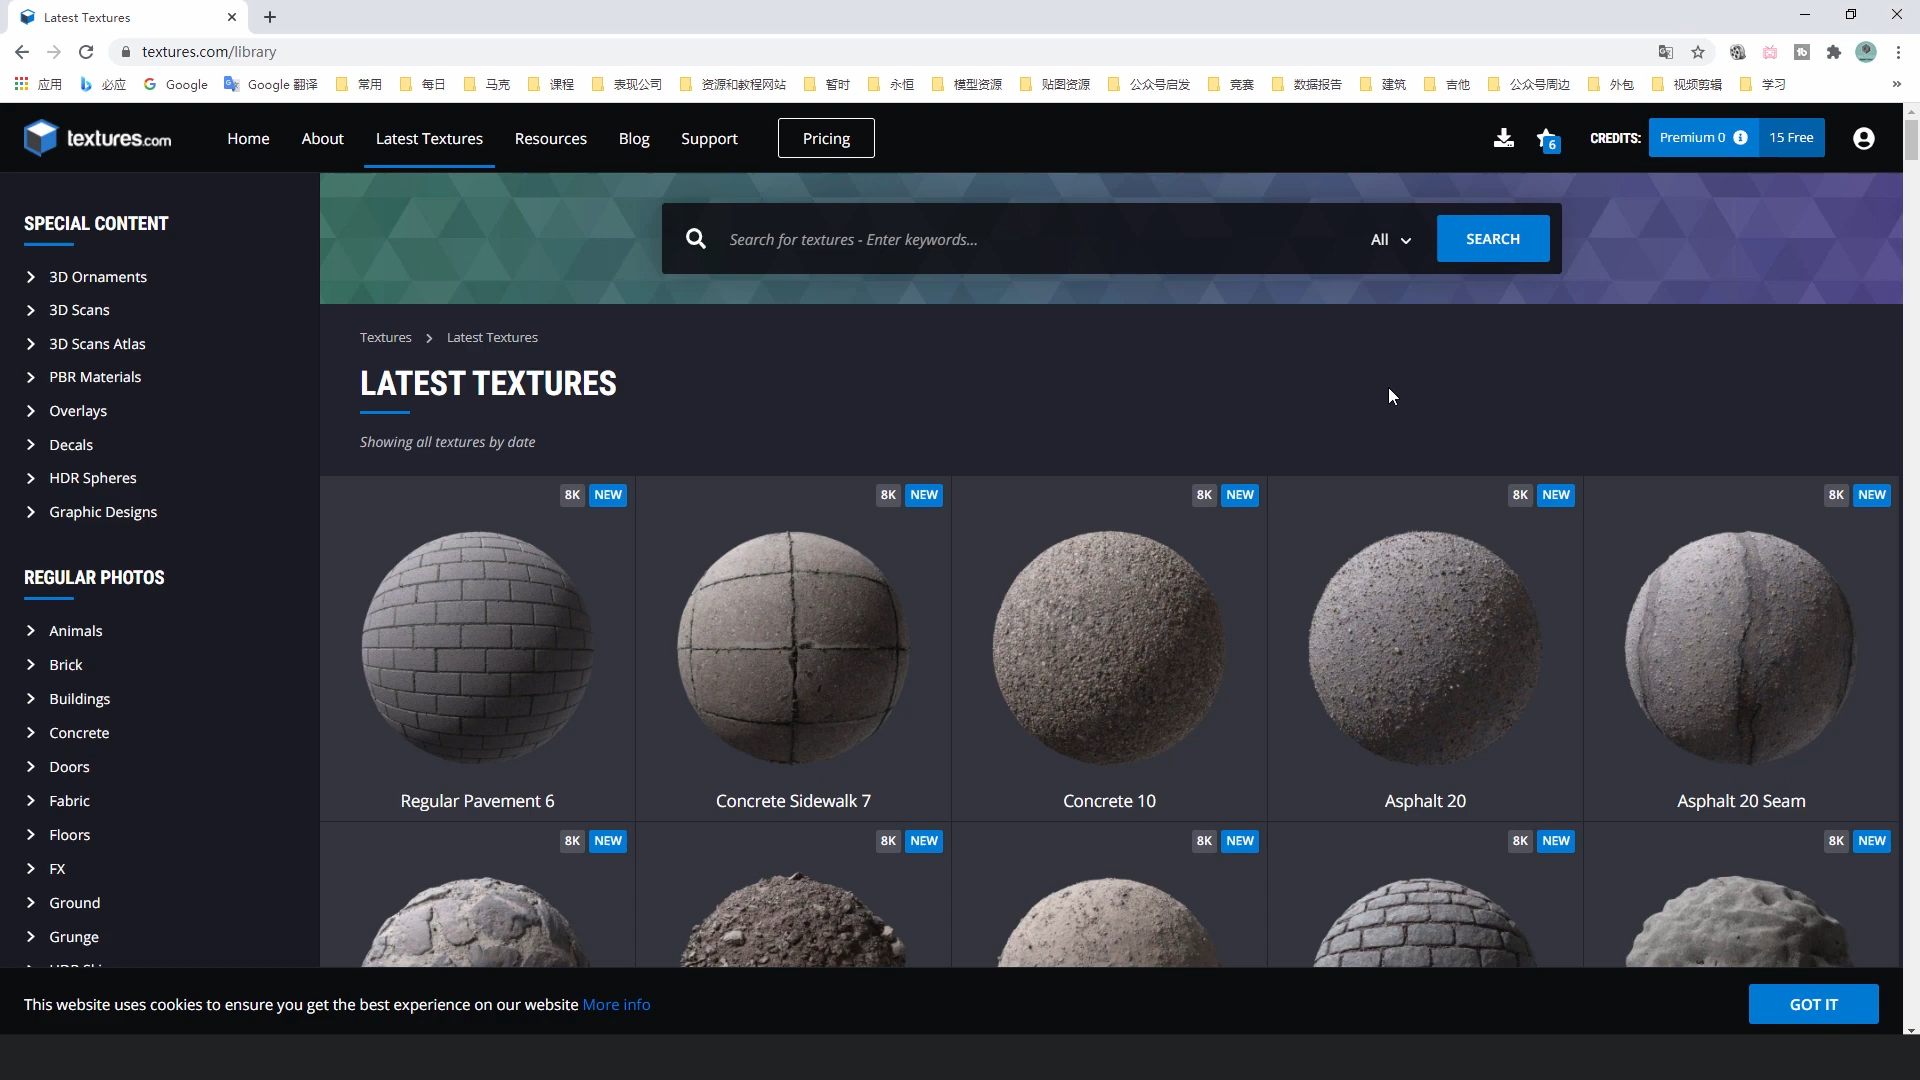 Latest Textures
textures.com/library
应用 必应 Google Google 翻译 常用 每日 马克 课程 表现公司 资源和教程网站 暂时 永恒 模型资源 贴图资源 公众号启发 竞赛 数据报告 建筑 吉他 公众号周边 外包 视频剪辑 学习 »
textures.com Home About Latest Textures Resources Blog Support Pricing 6 CREDITS: Premium 0 15 Free
Search for textures - Enter keywords... All SEARCH
SPECIAL CONTENT
3D Ornaments
3D Scans
3D Scans Atlas
PBR Materials
Overlays
Decals
HDR Spheres
Graphic Designs
REGULAR PHOTOS
Animals
Brick
Buildings
Concrete
Doors
Fabric
Floors
FX
Ground
Grunge
Textures > Latest Textures
LATEST TEXTURES
Showing all textures by date
8K NEW 8K NEW 8K NEW 8K NEW 8K NEW
Regular Pavement 6 Concrete Sidewalk 7 Concrete 10 Asphalt 20 Asphalt 20 Seam
8K NEW 8K NEW 8K NEW 8K NEW 8K NEW
This website uses cookies to ensure you get the best experience on our website More info GOT IT